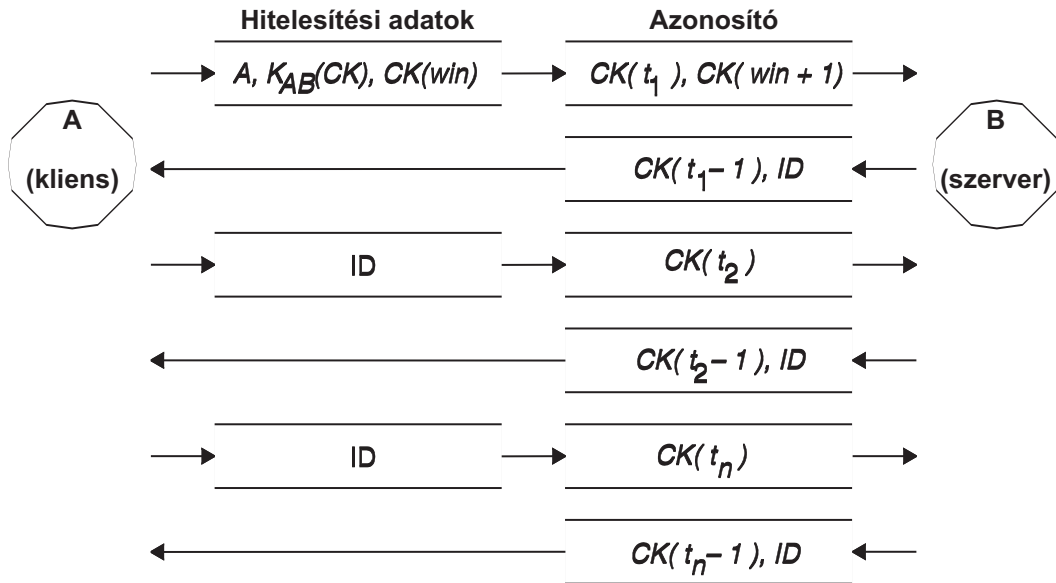 Hitelesítési adatok Azonosító
A, K_AB(CK), CK(win) CK(t_1), CK(win + 1)
A
(kliens)
B
(szerver)
CK(t_1 – 1), ID
ID CK(t_2)
CK(t_2 – 1), ID
ID CK(t_n)
CK(t_n – 1), ID